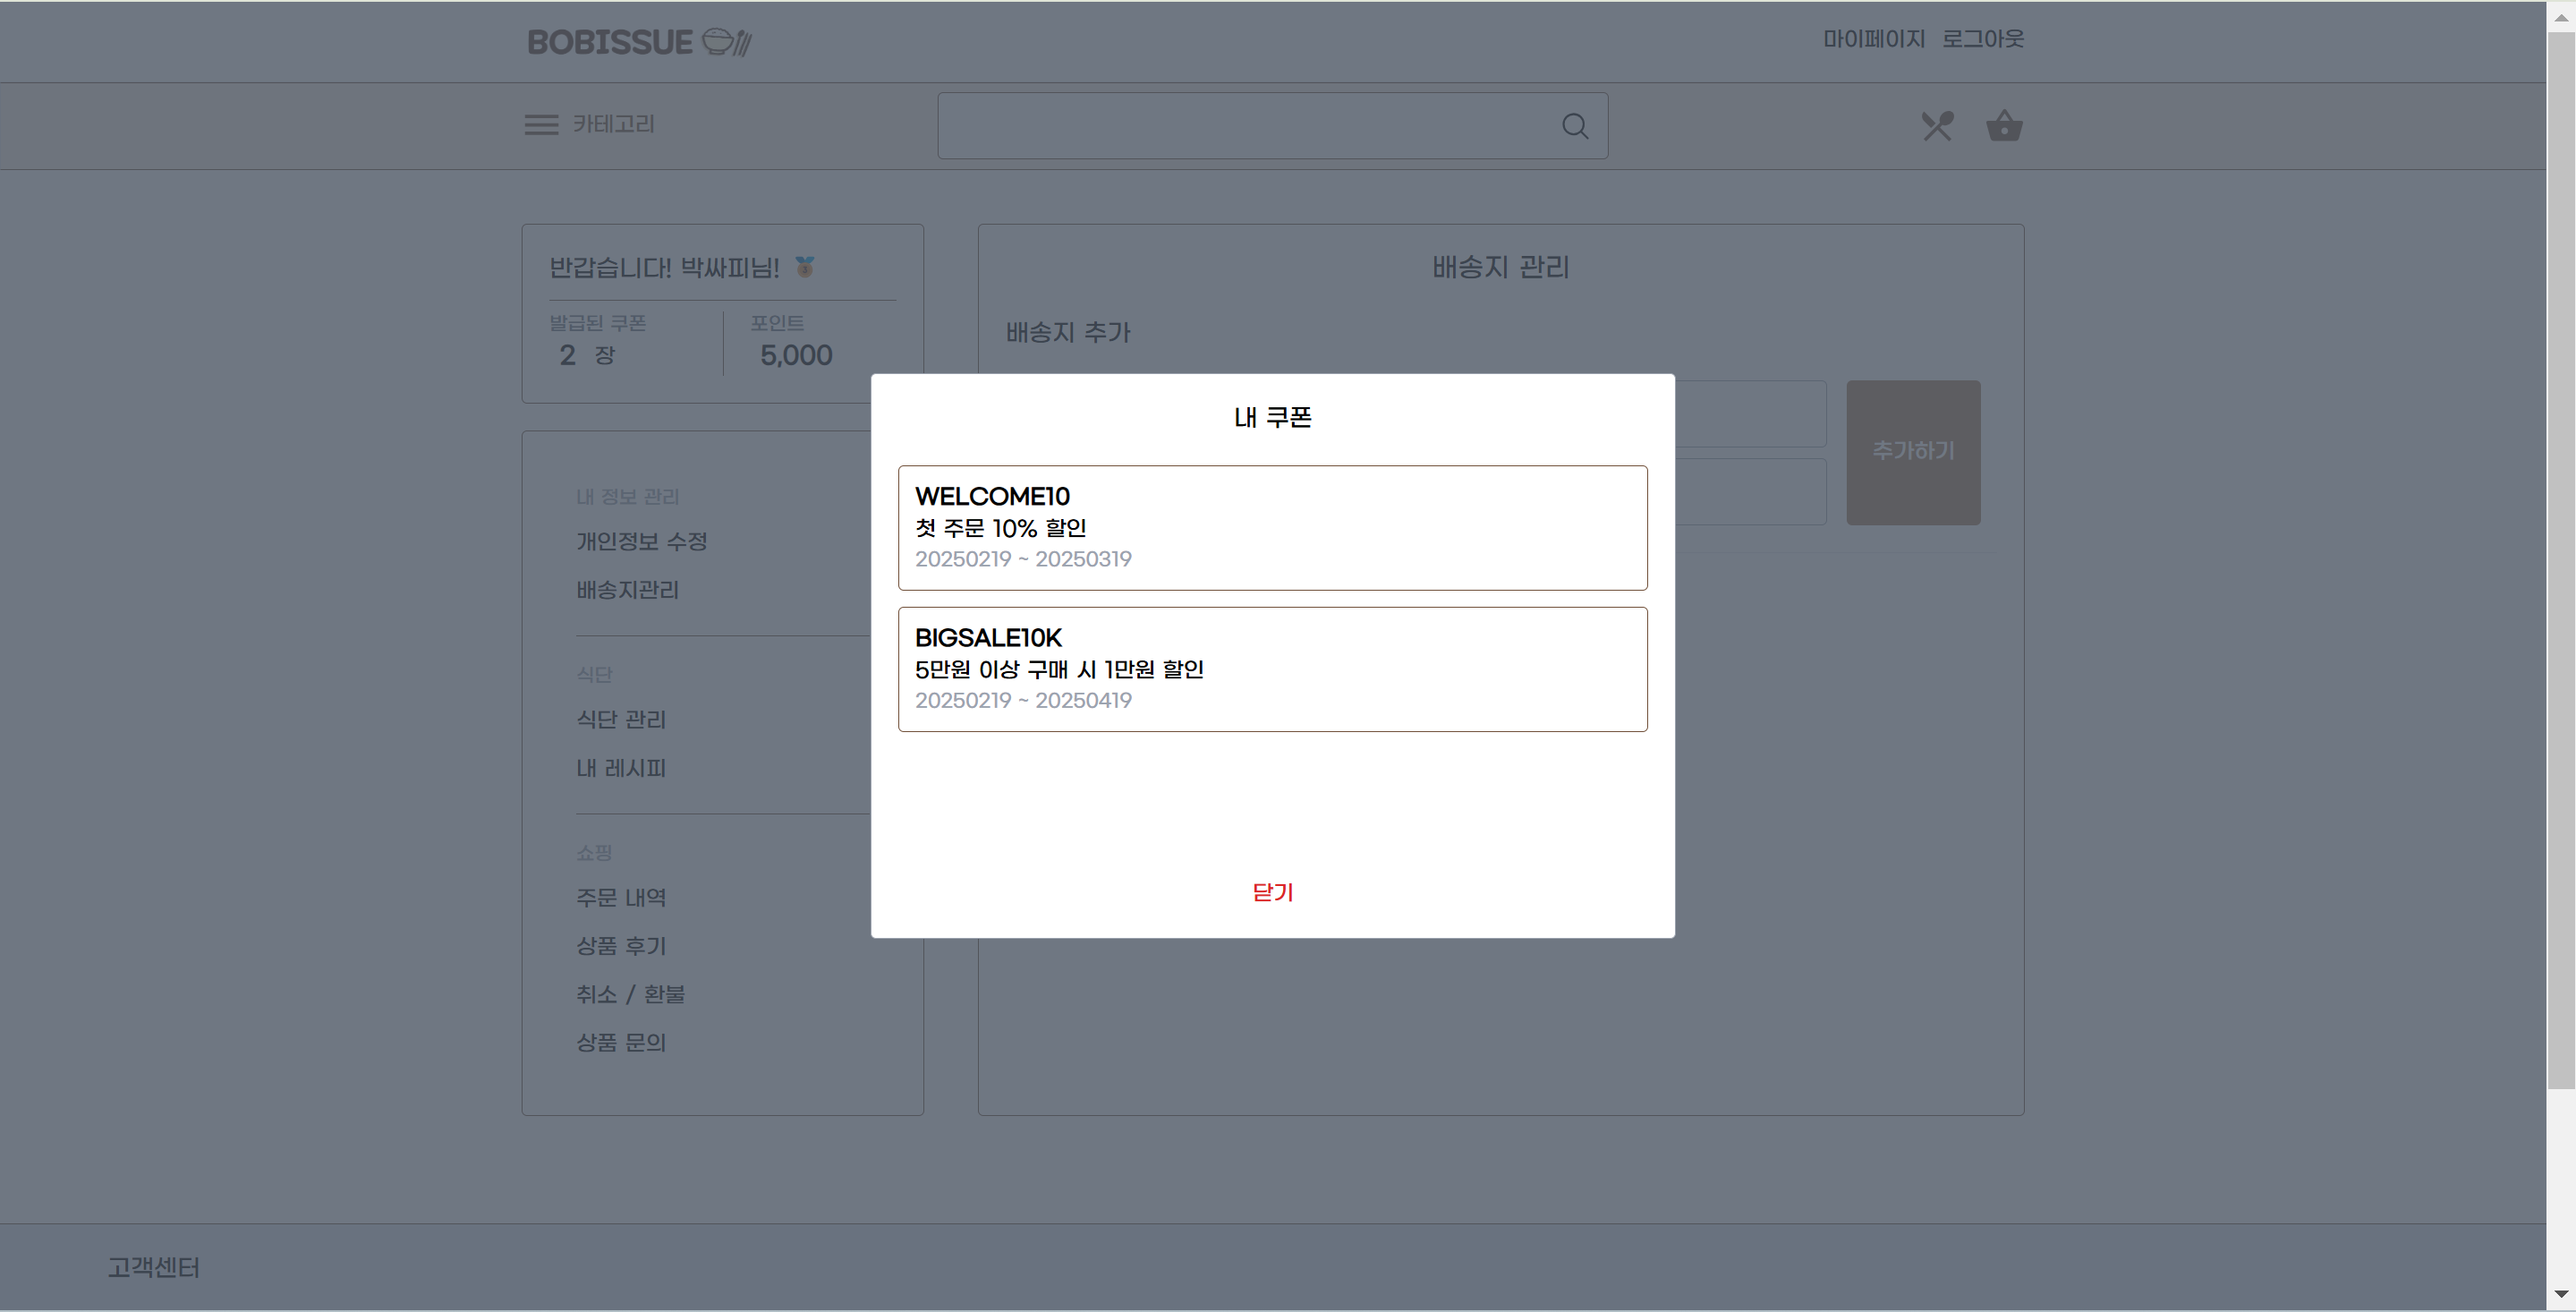 BOBISSUE
마이페이지 로그아웃
카테고리
반갑습니다! 박싸피님!
발급된 쿠폰
2 장
포인트
5,000
내 정보 관리
개인정보 수정
배송지관리
식단
식단 관리
내 레시피
쇼핑
주문 내역
상품 후기
취소 / 환불
상품 문의
배송지 관리
배송지 추가
추가하기
내 쿠폰
WELCOME10
첫 주문 10% 할인
20250219 ~ 20250319
BIGSALE10K
5만원 이상 구매 시 1만원 할인
20250219 ~ 20250419
닫기
고객센터